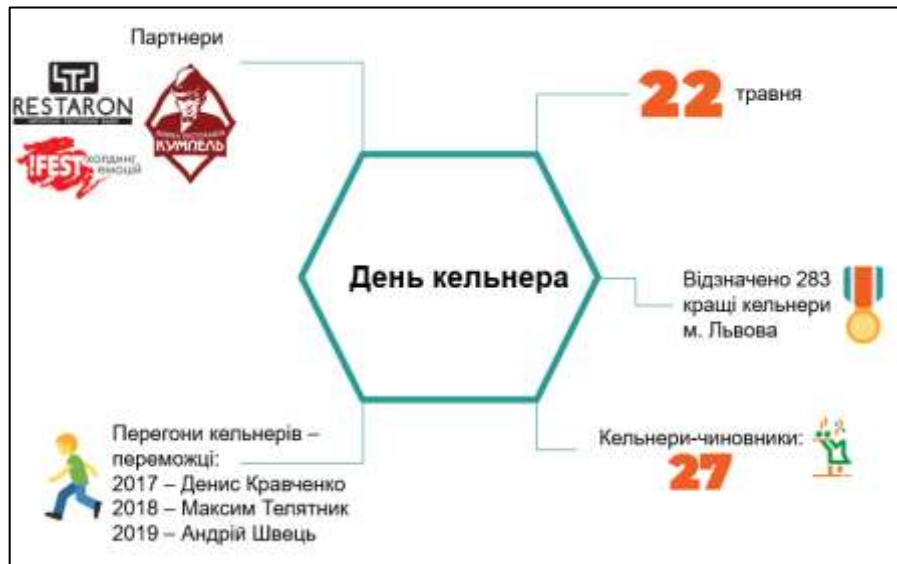 Партнери
RESTARON
КУМПЕЛЬ
!FEST холдинг
емоцій
22 травня
День кельнера
Відзначено 283
кращі кельнери
м. Львова
Перегони кельнерів –
переможці:
2017 – Денис Кравченко
2018 – Максим Телятник
2019 – Андрій Швець
Кельнери-чиновники:
27